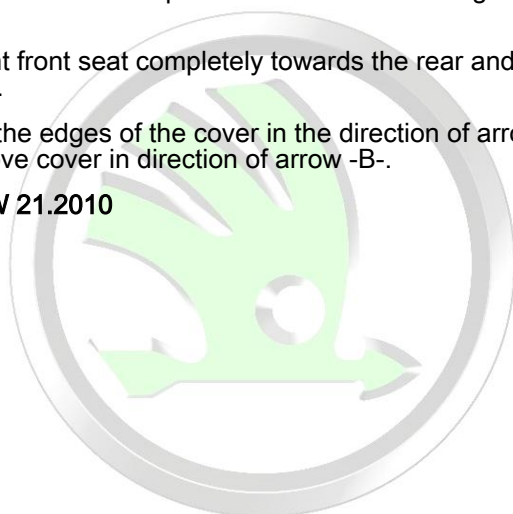 t front seat completely towards the rear and
the edges of the cover in the direction of arro
ve cover in direction of arrow -B-.
21.2010